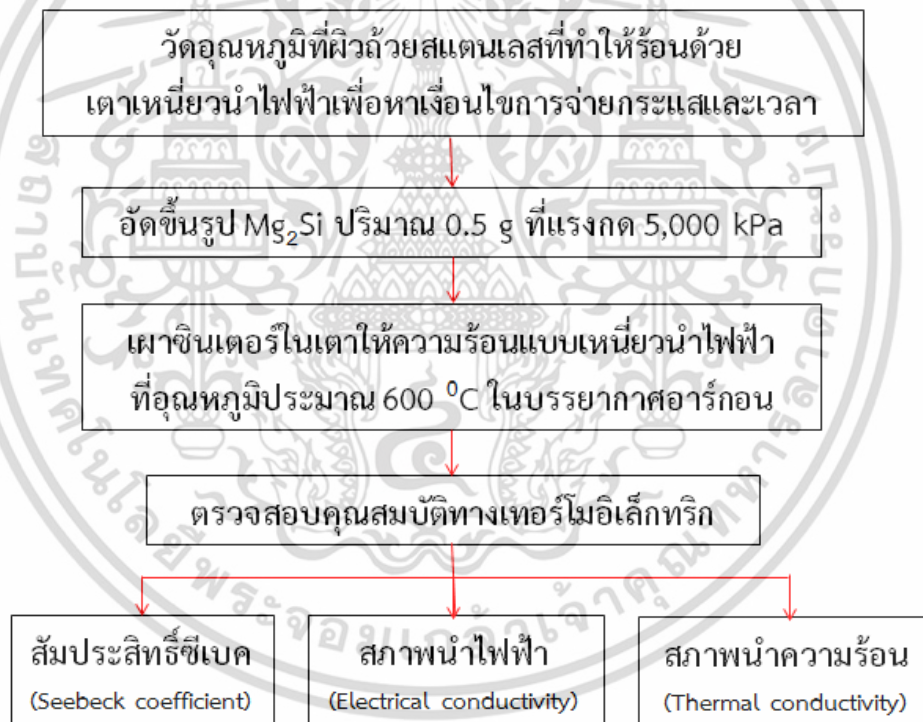 วัดอุณหภูมิที่ผิวถ้วยสแตนเลสที่ทำให้ร้อนด้วย
เตาเหนี่ยวนำไฟฟ้าเพื่อหาเงื่อนไขการจ่ายกระแสและเวลา
อัดขึ้นรูป Mg₂Si ปริมาณ 0.5 g ที่แรงกด 5,000 kPa
เผาซินเตอร์ในเตาให้ความร้อนแบบเหนี่ยวนำไฟฟ้า
ที่อุณหภูมิประมาณ 600 ⁰C ในบรรยากาศอาร์กอน
ตรวจสอบคุณสมบัติทางเทอร์โมอิเล็กทริก
สัมประสิทธิ์ซีเบค
(Seebeck coefficient)
สภาพนำไฟฟ้า
(Electrical conductivity)
สภาพนำความร้อน
(Thermal conductivity)